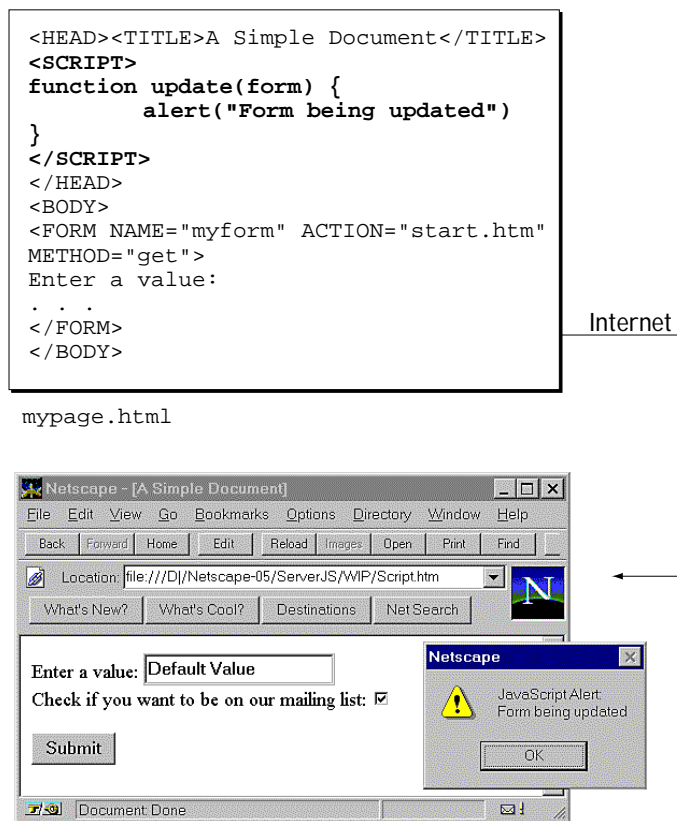 <HEAD><TITLE>A Simple Document</TITLE>
<SCRIPT>
function update(form) {
alert("Form being updated")
}
</SCRIPT>
</HEAD>
<BODY>
<FORM NAME="myform" ACTION="start.htm"
METHOD="get">
Enter a value:
. . .
</FORM>
</BODY>
Internet
mypage.html
Netscape - [A Simple Document]
File Edit View Go Bookmarks Options Directory Window Help
Back Forward Home Edit Reload Images Open Print Find
Location: file:///D|/Netscape-05/ServerJS/WIP/Script.htm
N
What's New? What's Cool? Destinations Net Search
Enter a value: Default Value
Check if you want to be on our mailing list:
Submit
Netscape
JavaScript Alert:
Form being updated
OK
Document: Done